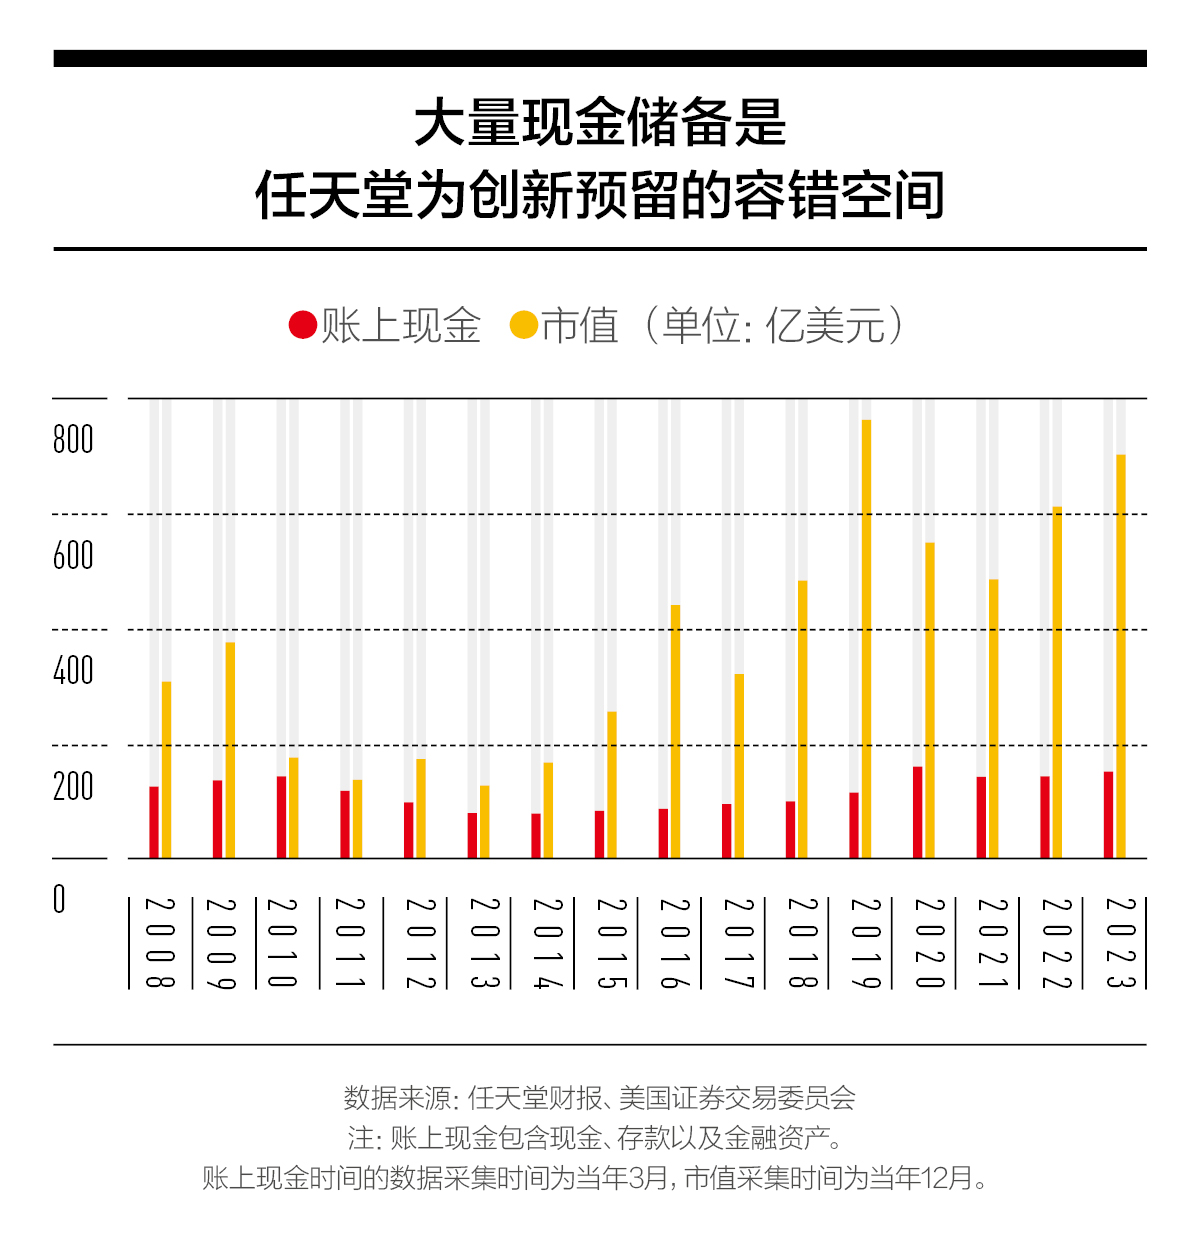 大量现金储备是
任天堂为创新预留的容错空间
账上现金 市值（单位: 亿美元）
800
600
400
200
0
2008 2009 2010 2011 2012 2013 2014 2015 2016 2017 2018 2019 2020 2021 2022 2023
数据来源: 任天堂财报、美国证券交易委员会
注: 账上现金包含现金、存款以及金融资产。
账上现金时间的数据采集时间为当年3月, 市值采集时间为当年12月。